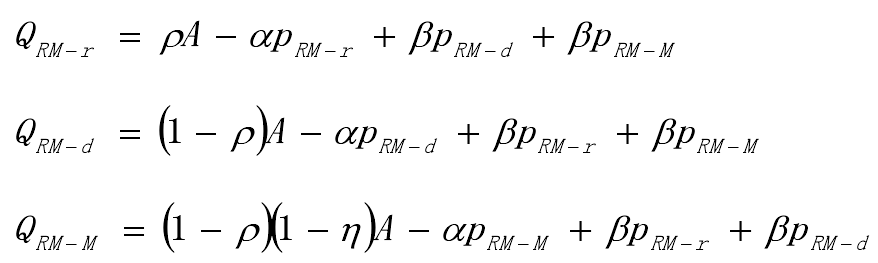 Q_{RM-r} = ρA - αp_{RM-r} + βp_{RM-d} + βp_{RM-M}
Q_{RM-d} = (1 - ρ)A - αp_{RM-d} + βp_{RM-r} + βp_{RM-M}
Q_{RM-M} = (1 - ρ)(1 - η)A - αp_{RM-M} + βp_{RM-r} + βp_{RM-d}